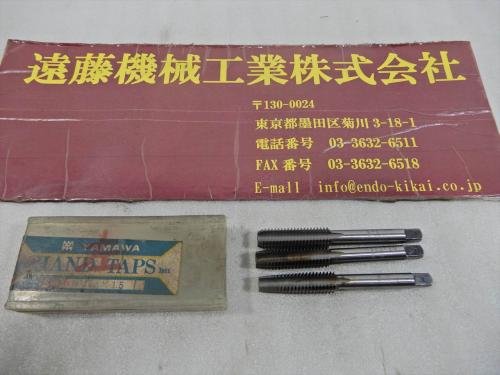 遠藤機械工業株式会社
〒130-0024
東京都墨田区菊川3-18-1
電話番号 03-3632-6511
FAX番号 03-3632-6518
E-mail info@endo-kikai.co.jp
YAMAWA
HAND TAPS